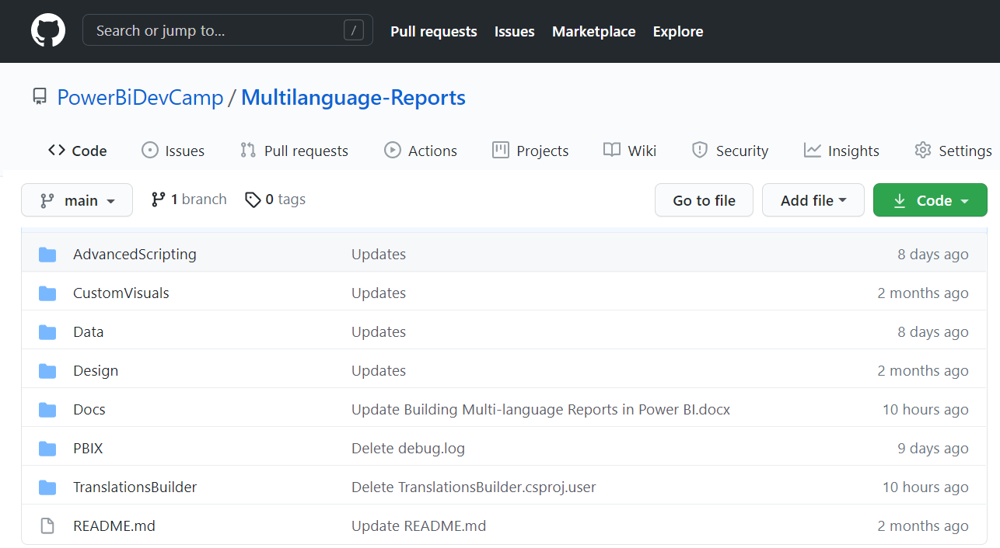 Search or jump to... / Pull requests Issues Marketplace Explore
PowerBiDevCamp / Multilanguage-Reports
Code Issues Pull requests Actions Projects Wiki Security Insights Settings
main 1 branch 0 tags Go to file Add file Code
AdvancedScripting Updates 8 days ago
CustomVisuals Updates 2 months ago
Data Updates 8 days ago
Design Updates 2 months ago
Docs Update Building Multi-language Reports in Power BI.docx 10 hours ago
PBIX Delete debug.log 9 days ago
TranslationsBuilder Delete TranslationsBuilder.csproj.user 10 hours ago
README.md Update README.md 2 months ago